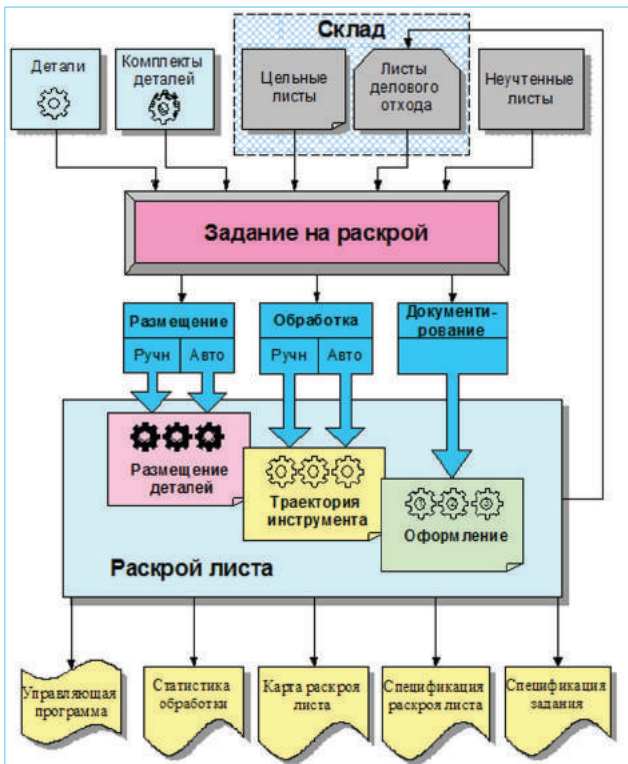 Склад
Детали
Комплекты
деталей
Цельные
листы
Листы
делового
отхода
Неучтенные
листы
Задание на раскрой
Размещение
Ручн
Авто
Обработка
Ручн
Авто
Документи-
рование
Размещение
деталей
Траектория
инструмента
Оформление
Раскрой листа
Управляющая
программа
Статистика
обработки
Карта раскроя
листа
Спецификация
раскроя листа
Спецификация
задания